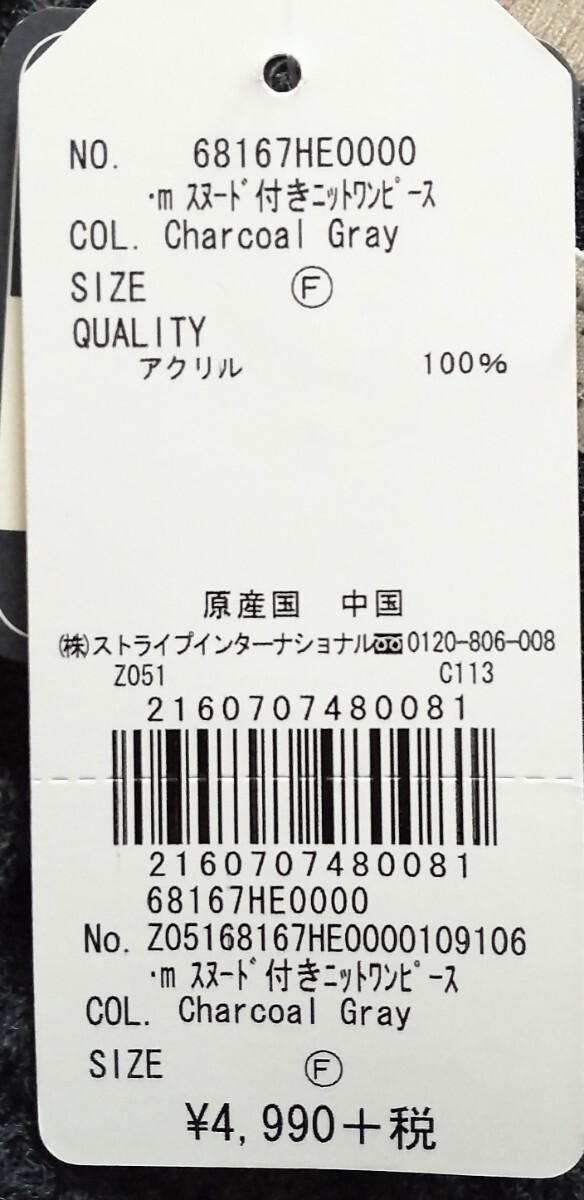 NO. 68167HE0000
･m ｽﾇｰﾄﾞ付きﾆｯﾄﾜﾝﾋﾟｰｽ
COL. Charcoal Gray
SIZE Ⓕ
QUALITY
アクリル 100%
原産国 中国
㈱ストライプインターナショナル 0120-806-008
Z051 C113
2160707480081
2160707480081
68167HE0000
No. Z05168167HE0000109106
･m ｽﾇｰﾄﾞ付きﾆｯﾄﾜﾝﾋﾟｰｽ
COL. Charcoal Gray
SIZE Ⓕ
¥4,990+税